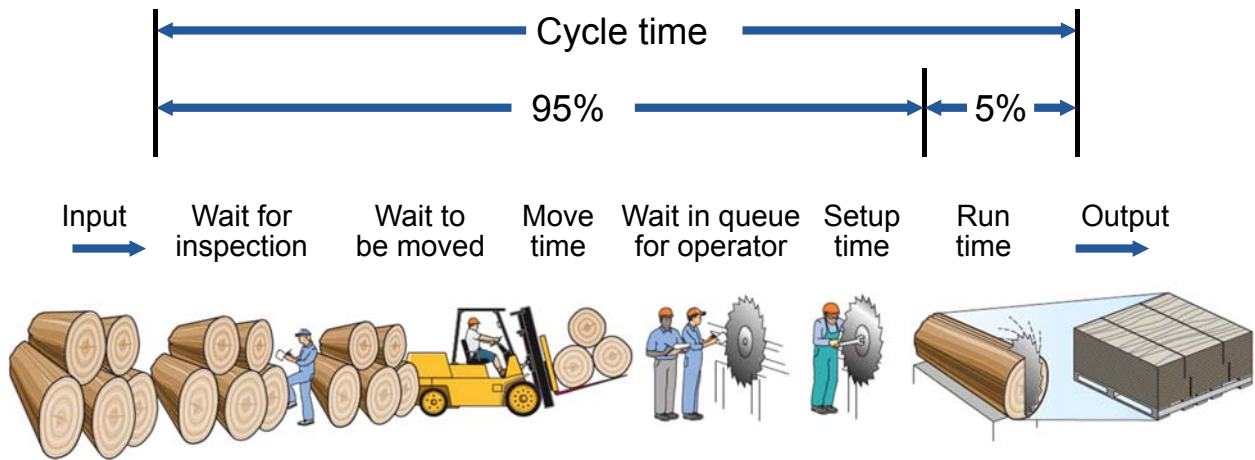 Cycle time
95%
5%
Input
Wait for
inspection
Wait to
be moved
Move
time
Wait in queue
for operator
Setup
time
Run
time
Output